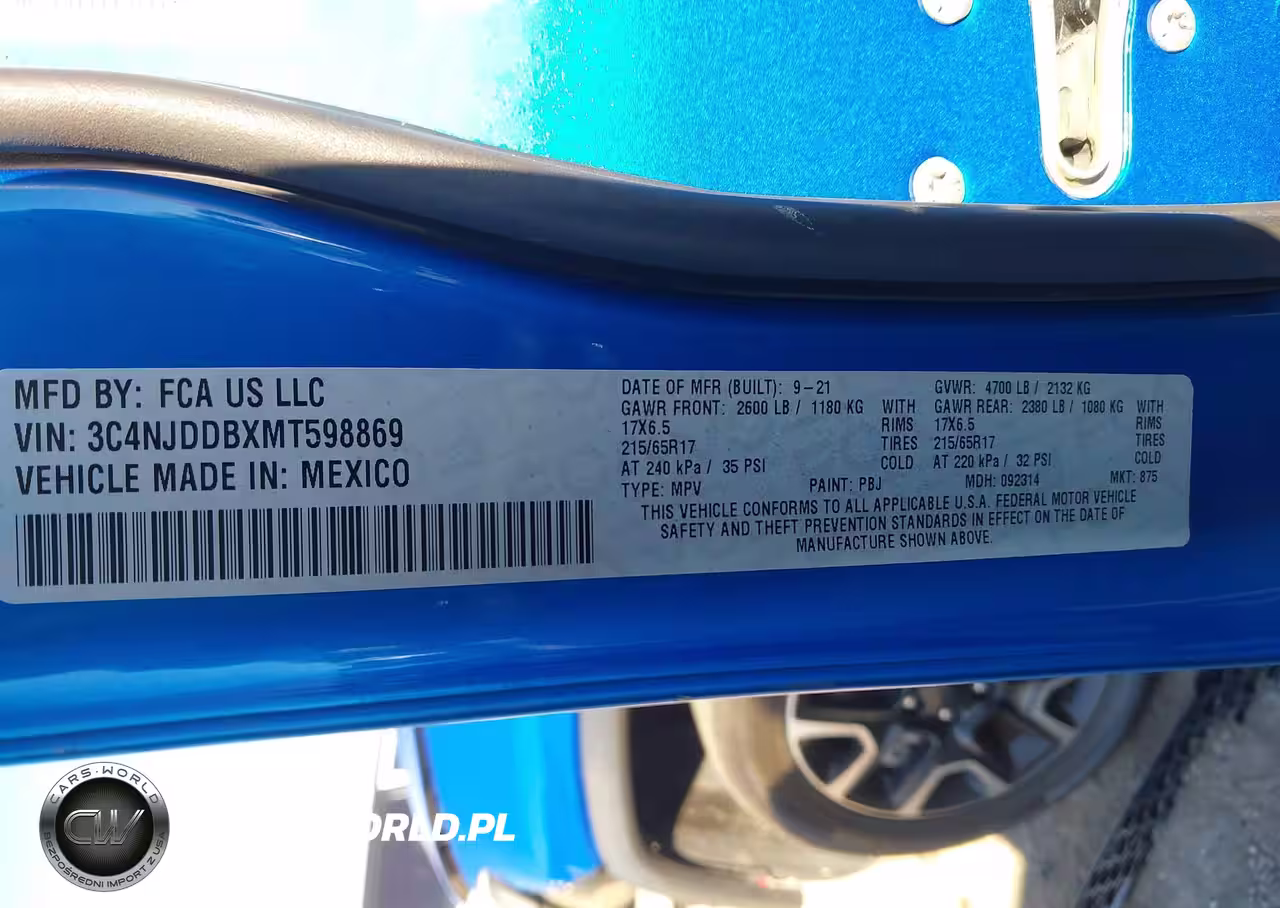 MFD BY: FCA US LLC
VIN: 3C4NJDDBXMT598869
VEHICLE MADE IN: MEXICO
DATE OF MFR (BUILT): 9-21 GVWR: 4700 LB / 2132 KG
GAWR FRONT: 2600 LB / 1180 KG WITH GAWR REAR: 2380 LB / 1080 KG WITH
17X6.5 RIMS 17X6.5 RIMS
215/65R17 TIRES 215/65R17 TIRES
AT 240 kPa / 35 PSI COLD AT 220 kPa / 32 PSI COLD
TYPE: MPV PAINT: PBJ MDH: 092314 MKT: 875
THIS VEHICLE CONFORMS TO ALL APPLICABLE U.S.A. FEDERAL MOTOR VEHICLE
SAFETY AND THEFT PREVENTION STANDARDS IN EFFECT ON THE DATE OF
MANUFACTURE SHOWN ABOVE.
CARS-WORLD
CW
BEZPOŚREDNI IMPORT Z USA
ORLD.PL